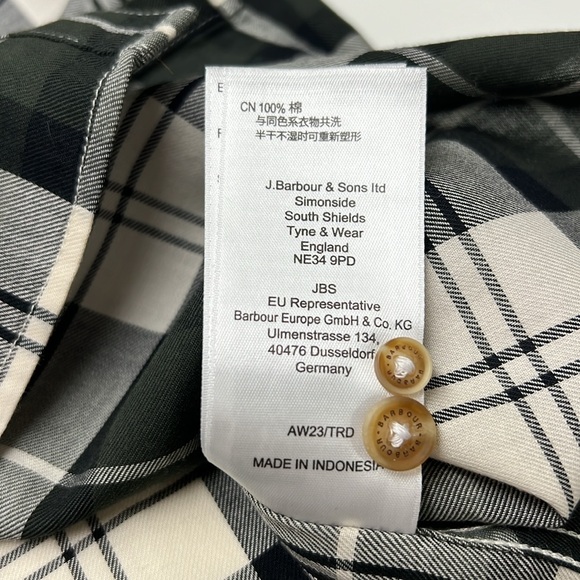 CN 100% 棉
与同色系衣物共洗
半干不湿时可重新塑形
J.Barbour & Sons ltd
Simonside
South Shields
Tyne & Wear
England
NE34 9PD
JBS
EU Representative
Barbour Europe GmbH & Co. KG
Ulmenstrasse 134,
40476 Dusseldorf
Germany
BARBOUR BARBOUR
BARBOUR BARBOUR
AW23/TRD
MADE IN INDONESIA